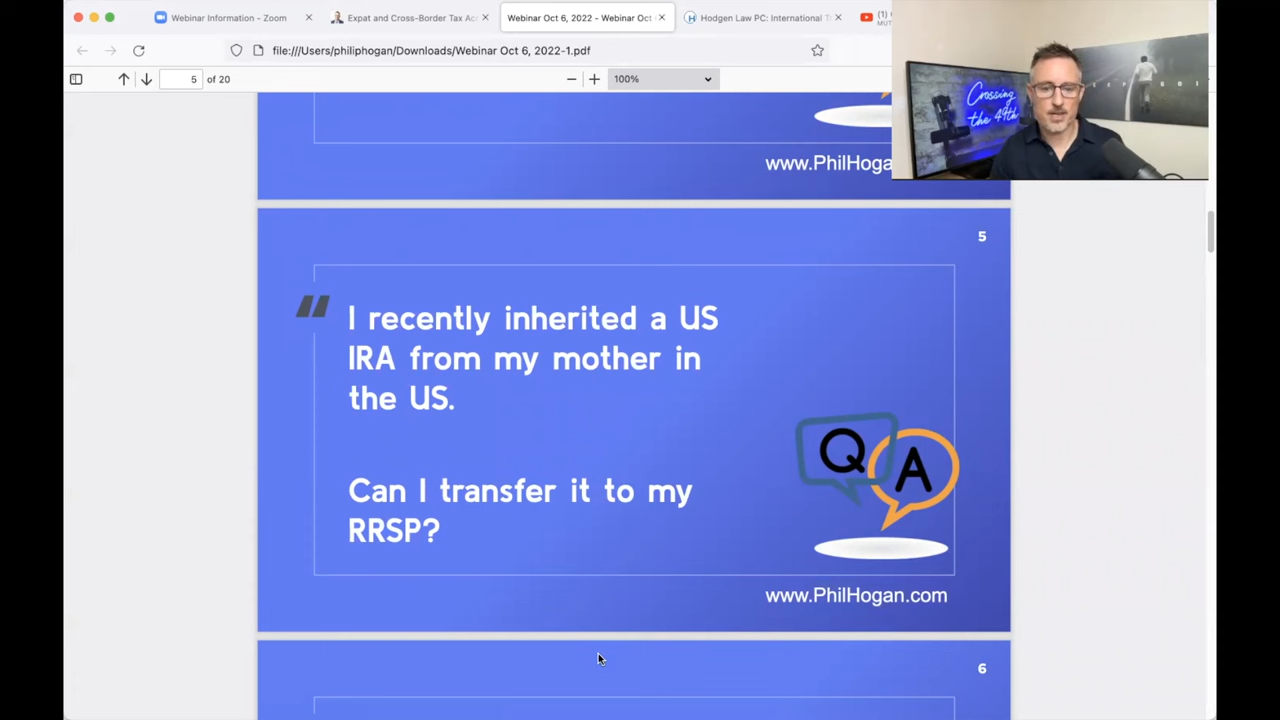 Webinar Information - Zoom
Expat and Cross-Border Tax Ac
Webinar Oct 6, 2022 - Webinar Oct
Hodgen Law PC: International T
(1)
MUT
file:///Users/philiphogan/Downloads/Webinar Oct 6, 2022-1.pdf
5 of 20
100%
Crossing
the 49th
www.PhilHoga
5
I recently inherited a US
IRA from my mother in
the US.
Can I transfer it to my
RRSP?
Q A
www.PhilHogan.com
6